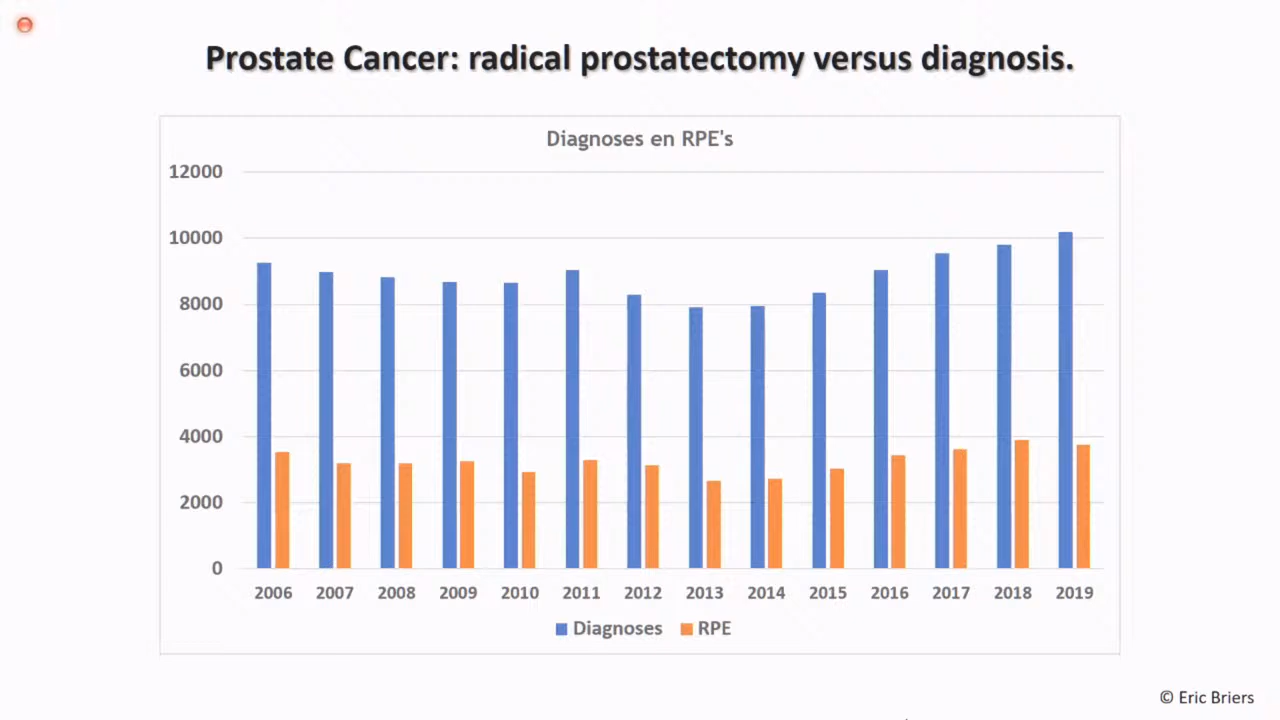 Prostate Cancer: radical prostatectomy versus diagnosis.
Diagnoses en RPE's
12000
10000
8000
6000
4000
2000
0
2006 2007 2008 2009 2010 2011 2012 2013 2014 2015 2016 2017 2018 2019
Diagnoses RPE
© Eric Briers